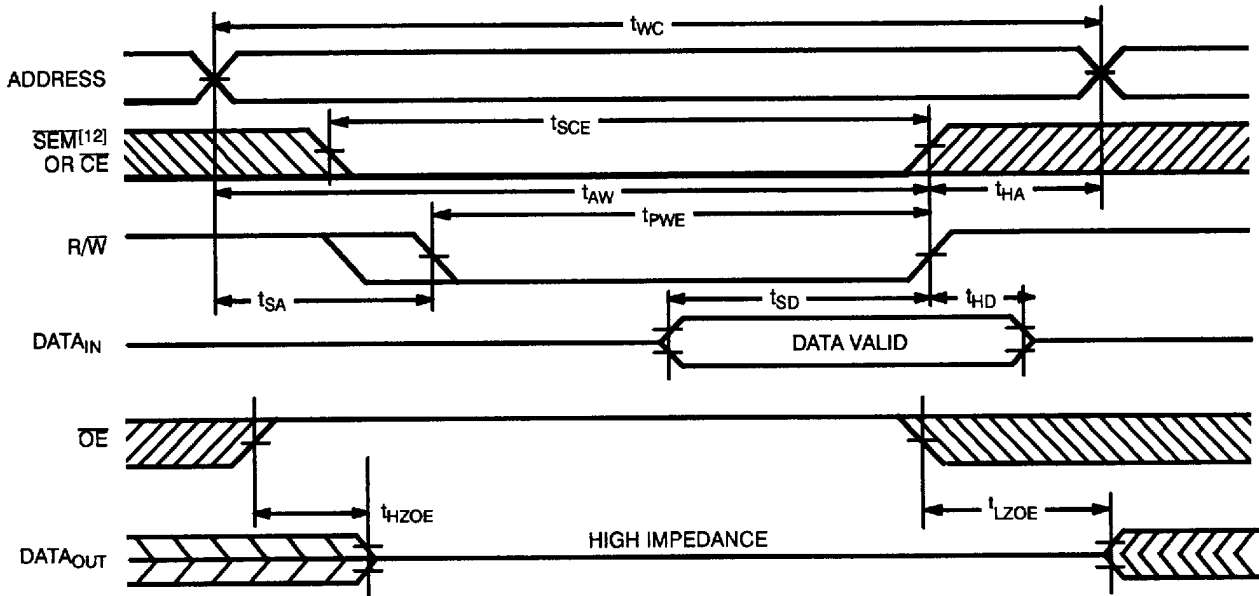 tWC
ADDRESS
SEM[12]
OR CE
tSCE
tAW
tHA
tPWE
R/W
tSA
tSD
tHD
DATAIN
DATA VALID
OE
tHZOE
tLZOE
HIGH IMPEDANCE
DATAOUT